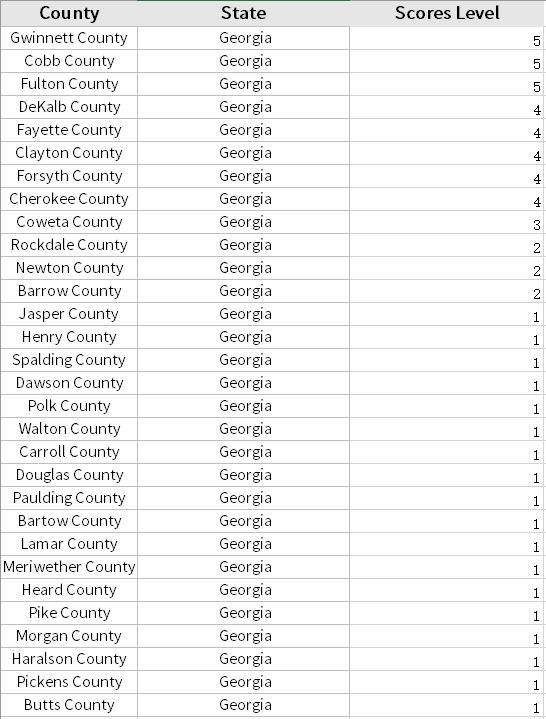 County State Scores Level
Gwinnett County Georgia 5
Cobb County Georgia 5
Fulton County Georgia 5
DeKalb County Georgia 4
Fayette County Georgia 4
Clayton County Georgia 4
Forsyth County Georgia 4
Cherokee County Georgia 4
Coweta County Georgia 3
Rockdale County Georgia 2
Newton County Georgia 2
Barrow County Georgia 2
Jasper County Georgia 1
Henry County Georgia 1
Spalding County Georgia 1
Dawson County Georgia 1
Polk County Georgia 1
Walton County Georgia 1
Carroll County Georgia 1
Douglas County Georgia 1
Paulding County Georgia 1
Bartow County Georgia 1
Lamar County Georgia 1
Meriwether County Georgia 1
Heard County Georgia 1
Pike County Georgia 1
Morgan County Georgia 1
Haralson County Georgia 1
Pickens County Georgia 1
Butts County Georgia 1